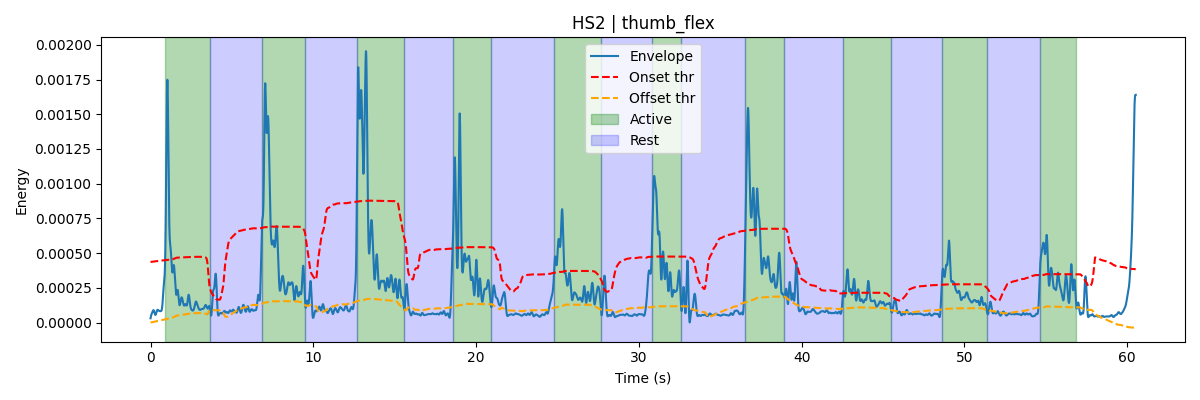 HS2 | thumb_flex
Energy
0.00200
0.00175
0.00150
0.00125
0.00100
0.00075
0.00050
0.00025
0.00000
Envelope
Onset thr
Offset thr
Active
Rest
0 10 20 30 40 50 60
Time (s)